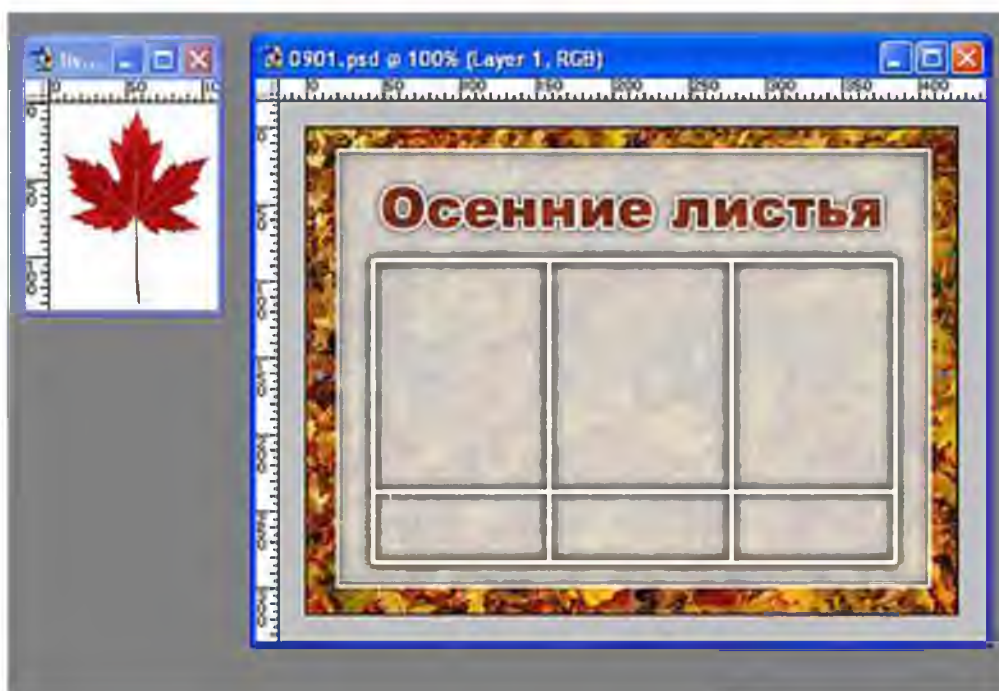 0901.psd @ 100% (Layer 1, RGB)
Осенние листья